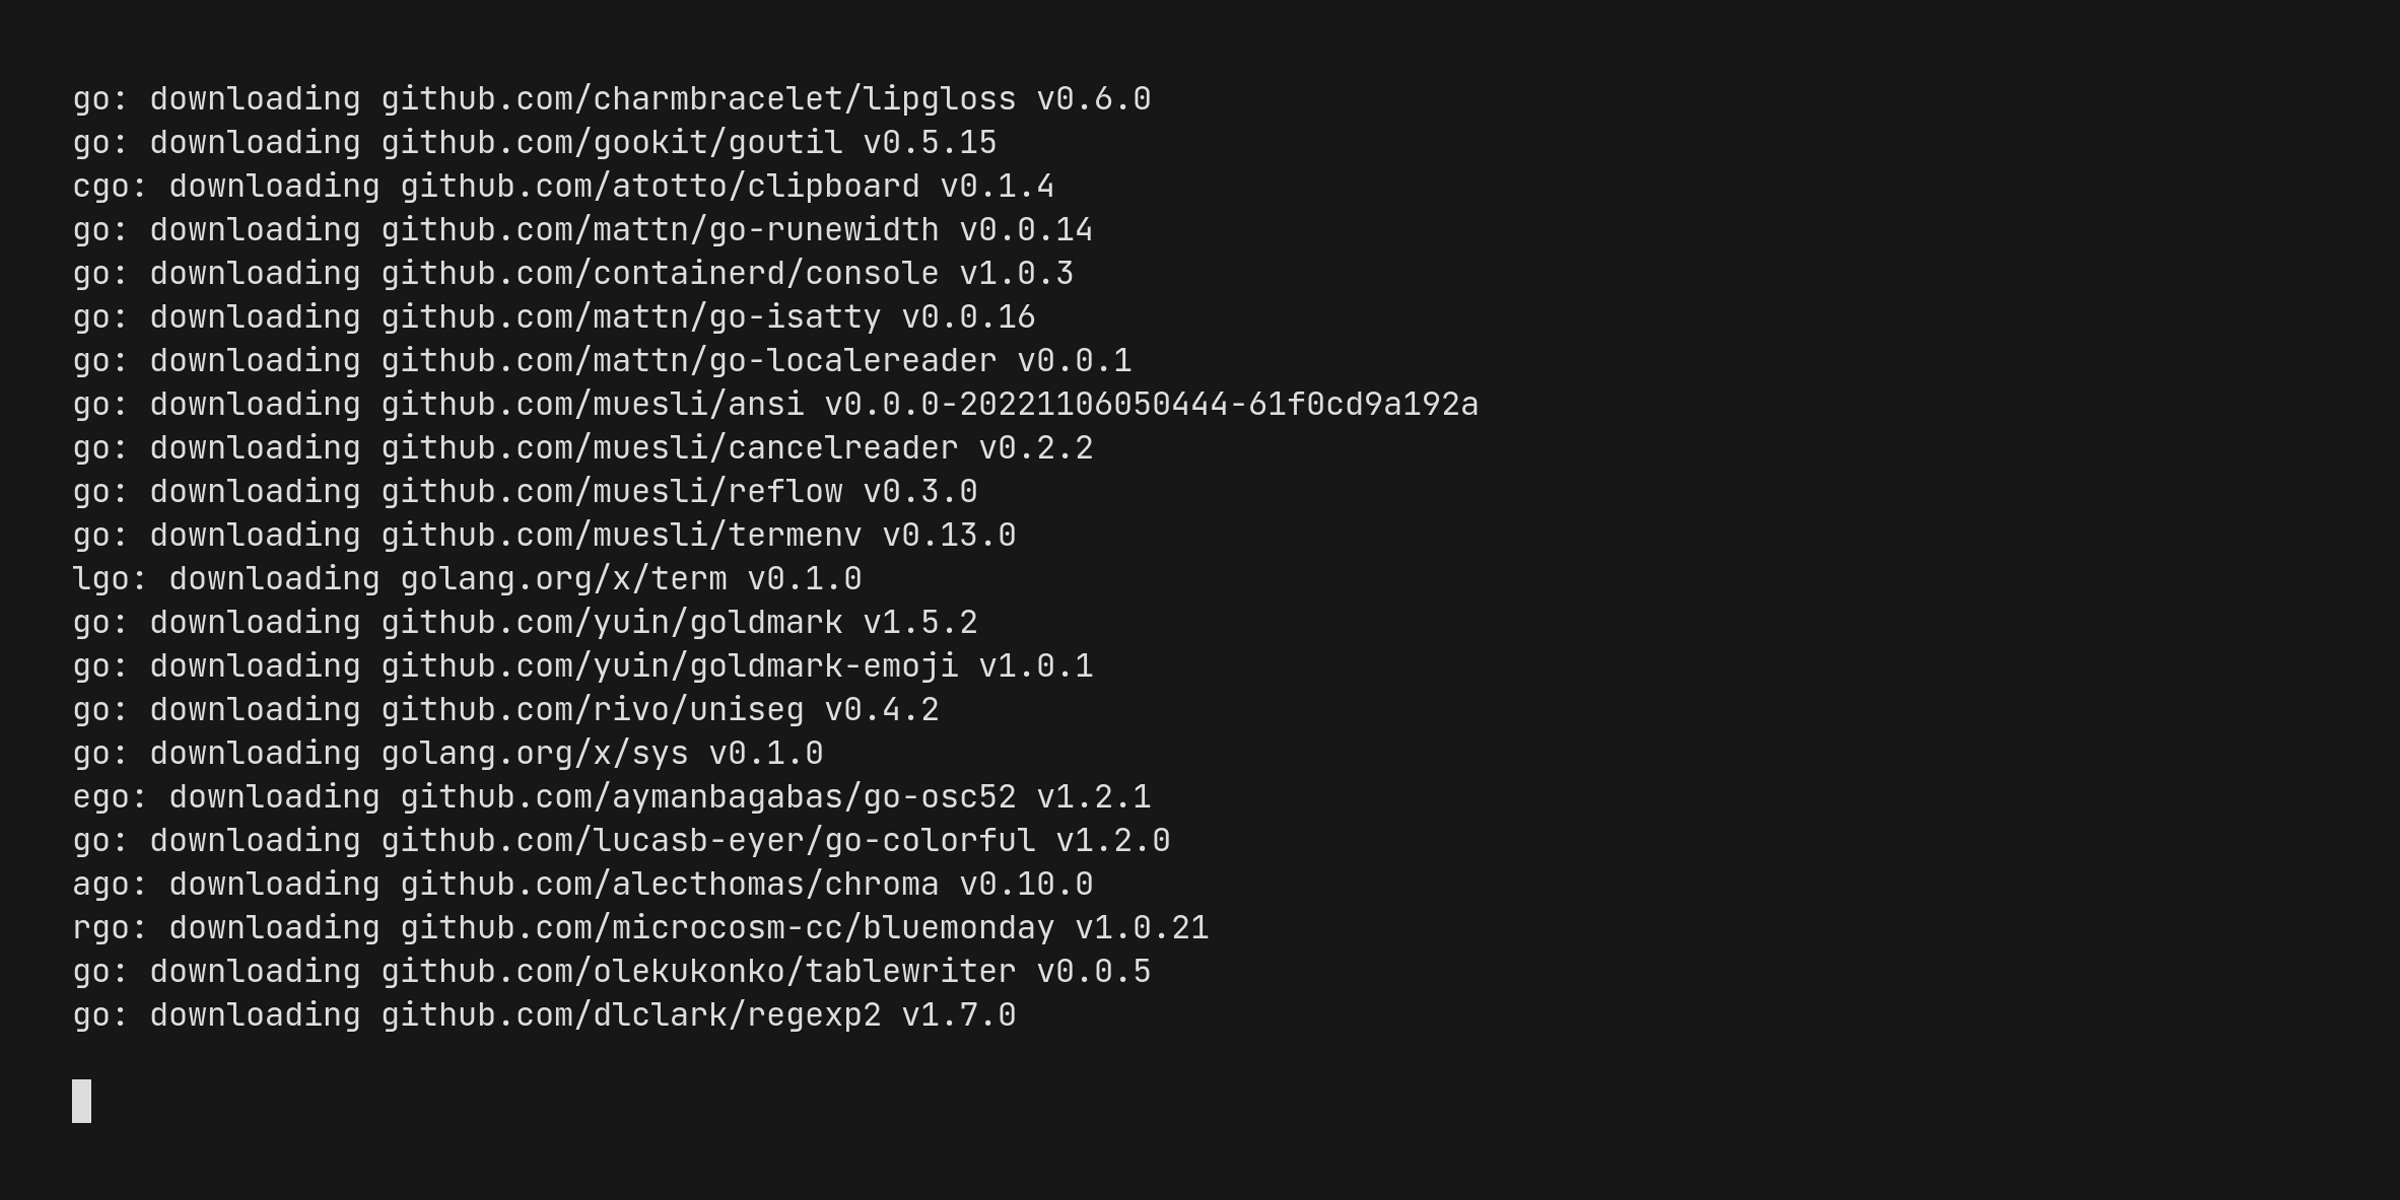 go: downloading github.com/charmbracelet/lipgloss v0.6.0
go: downloading github.com/gookit/goutil v0.5.15
cgo: downloading github.com/atotto/clipboard v0.1.4
go: downloading github.com/mattn/go-runewidth v0.0.14
go: downloading github.com/containerd/console v1.0.3
go: downloading github.com/mattn/go-isatty v0.0.16
go: downloading github.com/mattn/go-localereader v0.0.1
go: downloading github.com/muesli/ansi v0.0.0-20221106050444-61f0cd9a192a
go: downloading github.com/muesli/cancelreader v0.2.2
go: downloading github.com/muesli/reflow v0.3.0
go: downloading github.com/muesli/termenv v0.13.0
lgo: downloading golang.org/x/term v0.1.0
go: downloading github.com/yuin/goldmark v1.5.2
go: downloading github.com/yuin/goldmark-emoji v1.0.1
go: downloading github.com/rivo/uniseg v0.4.2
go: downloading golang.org/x/sys v0.1.0
ego: downloading github.com/aymanbagabas/go-osc52 v1.2.1
go: downloading github.com/lucasb-eyer/go-colorful v1.2.0
ago: downloading github.com/alecthomas/chroma v0.10.0
rgo: downloading github.com/microcosm-cc/bluemonday v1.0.21
go: downloading github.com/olekukonko/tablewriter v0.0.5
go: downloading github.com/dlclark/regexp2 v1.7.0